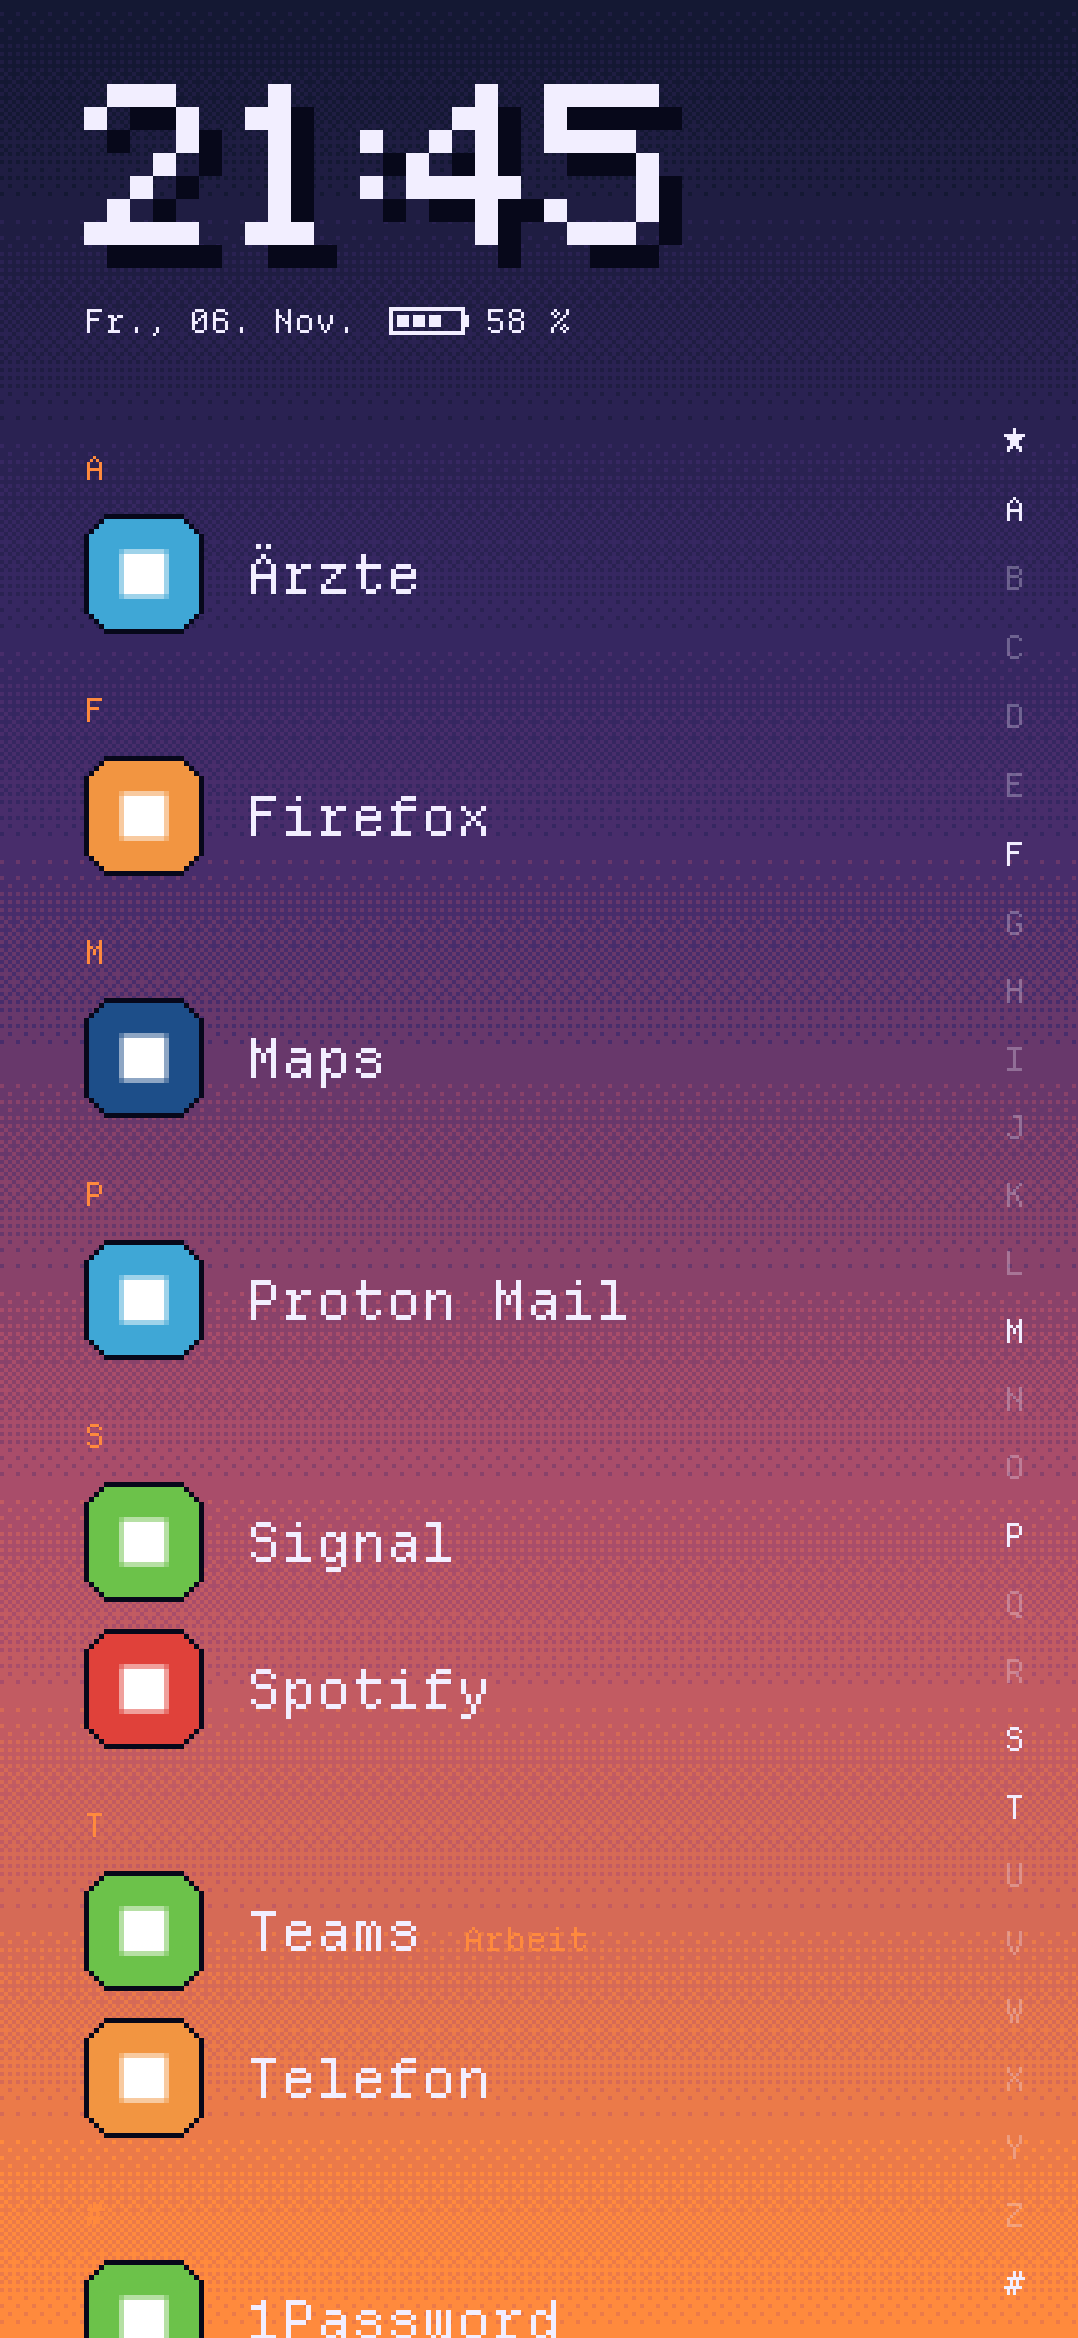 21:45
Fr., 06. Nov. 58 %
★
A
A
Ärzte
B
C
F
D
Firefox
E
F
G
M
H
Maps
I
J
P
K
Proton Mail
L
M
S
N
Signal
O
P
Q
Spotify
R
S
T
T
Teams Arbeit
U
V
W
Telefon
X
Y
#
Z
1Password
#